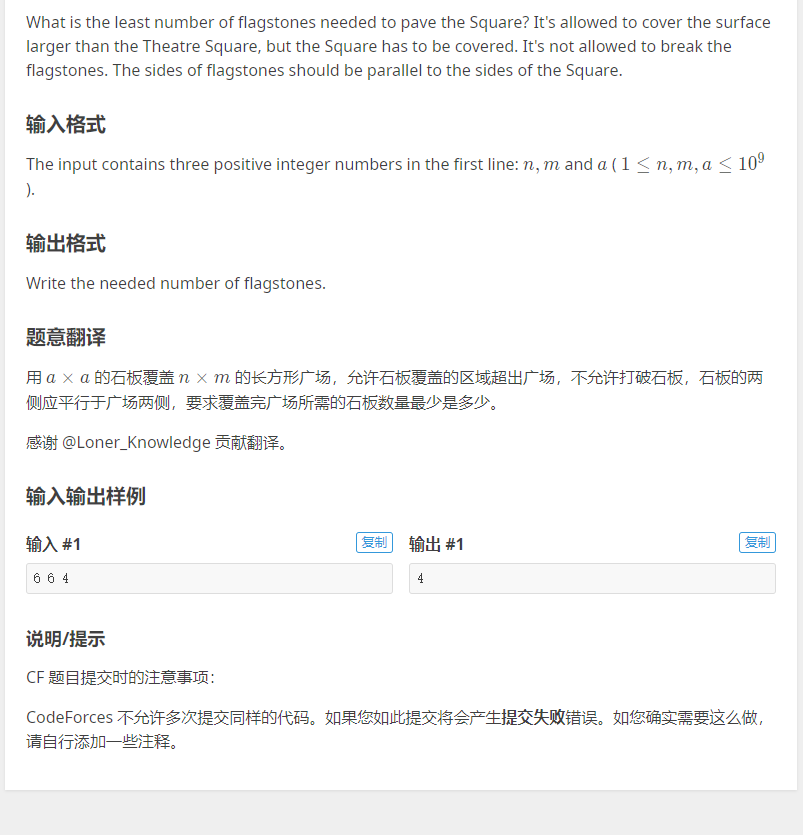 What is the least number of flagstones needed to pave the Square? It's allowed to cover the surface
larger than the Theatre Square, but the Square has to be covered. It's not allowed to break the
flagstones. The sides of flagstones should be parallel to the sides of the Square.
输入格式
The input contains three positive integer numbers in the first line: n, m and a ( 1 ≤ n, m, a ≤ 10⁹
).
输出格式
Write the needed number of flagstones.
题意翻译
用 a × a 的石板覆盖 n × m 的长方形广场，允许石板覆盖的区域超出广场，不允许打破石板，石板的两
侧应平行于广场两侧，要求覆盖完广场所需的石板数量最少是多少。
感谢 @Loner_Knowledge 贡献翻译。
输入输出样例
输入 #1 复制 输出 #1 复制
6 6 4 4
说明/提示
CF 题目提交时的注意事项：
CodeForces 不允许多次提交同样的代码。如果您如此提交将会产生提交失败错误。如您确实需要这么做，
请自行添加一些注释。